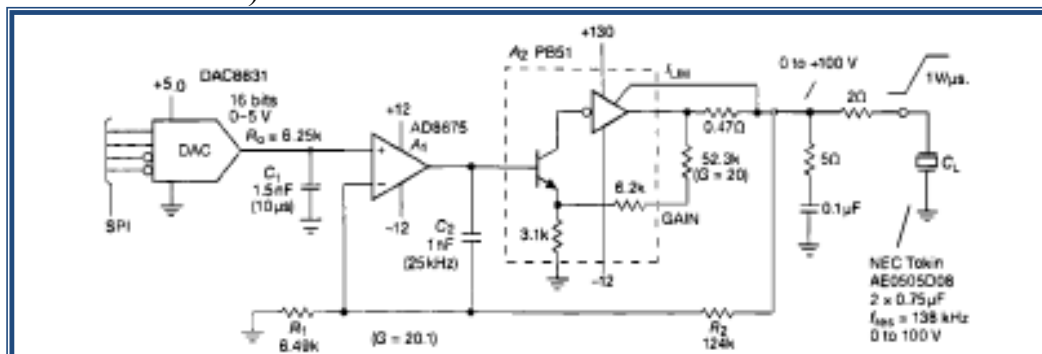 +130
A2 PB51
DAC8831
+5.0
16 bits
0–5 V
R0 = 6.25k
DAC
SPI
C1
1.5nF
(10µs)
+12
AD8675
A1
+
−
−12
C2
1nF
(25kHz)
ILIM
0.47Ω
52.3k
(G = 20)
6.2k
GAIN
3.1k
−12
0 to +100 V
1V/µs.
2Ω
5Ω
0.1µF
CL
NEC Tokin
AE0505D08
2 x 0.75µF
fRES = 138 kHz
0 to 100 V
R1
6.49k
(G = 20.1)
R2
124k